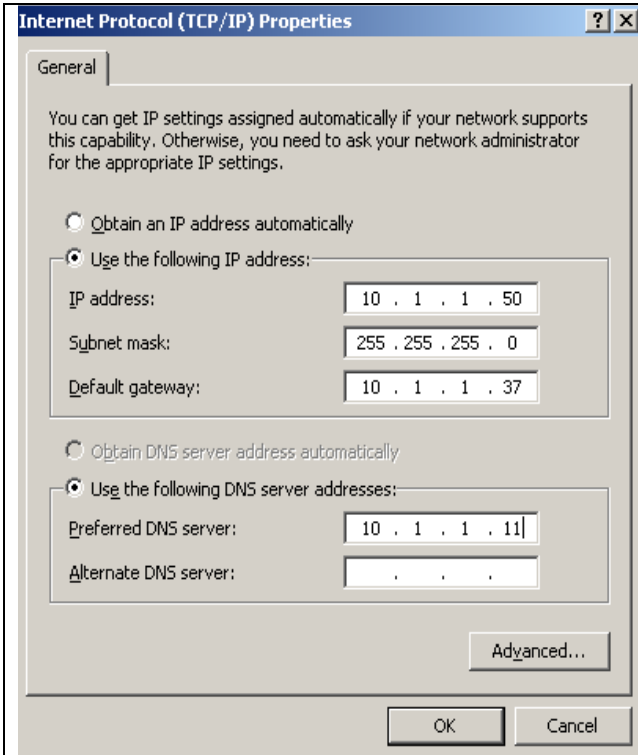 Internet Protocol (TCP/IP) Properties ? X
General
You can get IP settings assigned automatically if your network supports
this capability. Otherwise, you need to ask your network administrator
for the appropriate IP settings.
Obtain an IP address automatically
Use the following IP address:
IP address: 10 . 1 . 1 . 50
Subnet mask: 255 . 255 . 255 . 0
Default gateway: 10 . 1 . 1 . 37
Obtain DNS server address automatically
Use the following DNS server addresses:
Preferred DNS server: 10 . 1 . 1 . 11
Alternate DNS server: . . .
Advanced...
OK Cancel